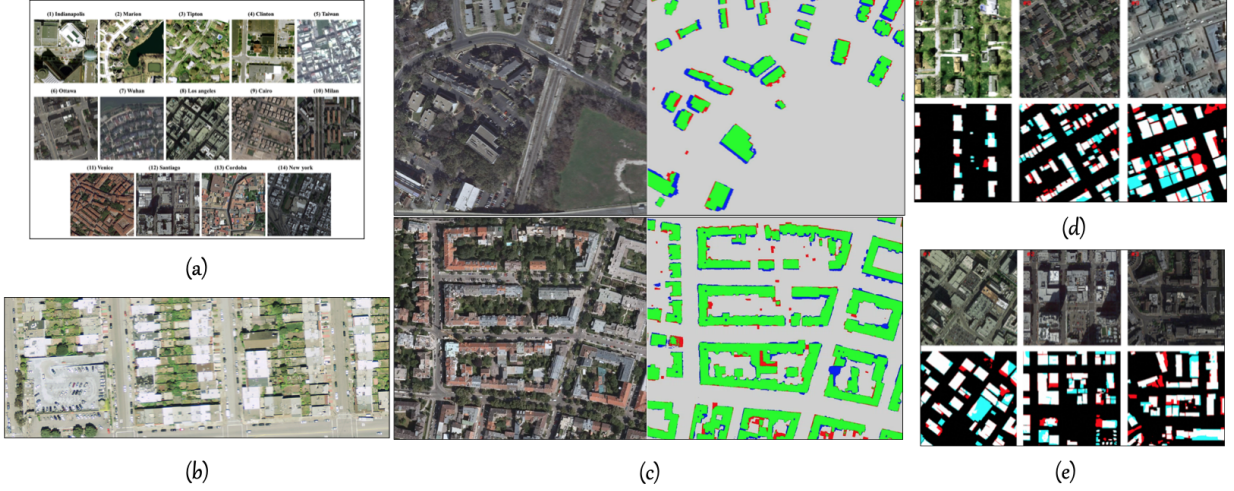 (1) Indianapolis (2) Marion (3) Tipton (4) Clinton (5) Taiwan
(6) Ottawa (7) Wuhan (8) Los angeles (9) Cairo (10) Milan
(11) Venice (12) Santiago (13) Cordoba (14) New york
(a)
(b)
(c)
(d)
(e)